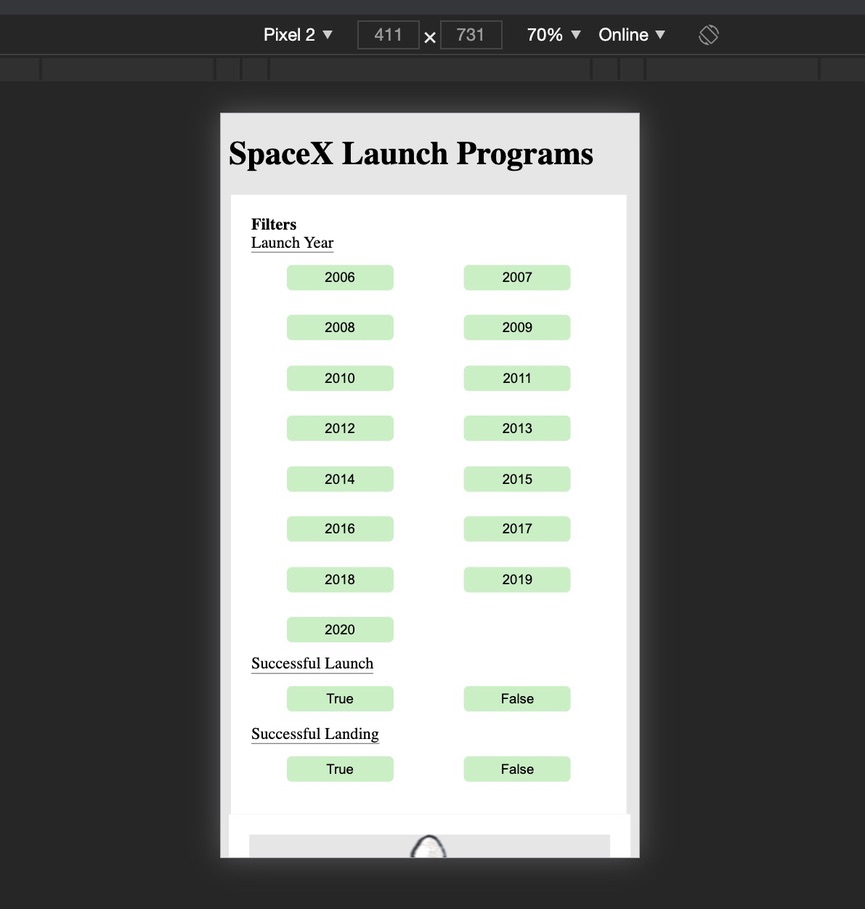 Pixel 2 ▼ 411 × 731 70% ▼ Online ▼
SpaceX Launch Programs
Filters
Launch Year
2006 2007
2008 2009
2010 2011
2012 2013
2014 2015
2016 2017
2018 2019
2020
Successful Launch
True False
Successful Landing
True False